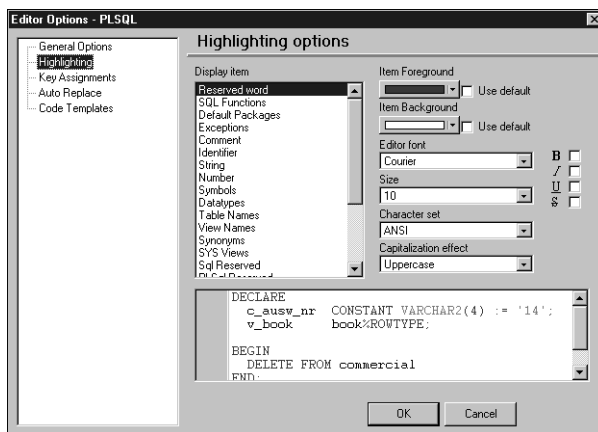 Editor Options - PLSQL
General Options
Highlighting
Key Assignments
Auto Replace
Code Templates
Highlighting options
Display item
Reserved word
SQL Functions
Default Packages
Exceptions
Comment
Identifier
String
Number
Symbols
Datatypes
Table Names
View Names
Synonyms
SYS Views
Sql Reserved
PLSql Reserved
Item Foreground
Use default
Item Background
Use default
Editor font
Courier
Size
10
Character set
ANSI
Capitalization effect
Uppercase
B
I
U
S
DECLARE
c_ausw_nr CONSTANT VARCHAR2(4) := '14';
v_book book%ROWTYPE;
BEGIN
DELETE FROM commercial
END;
OK Cancel